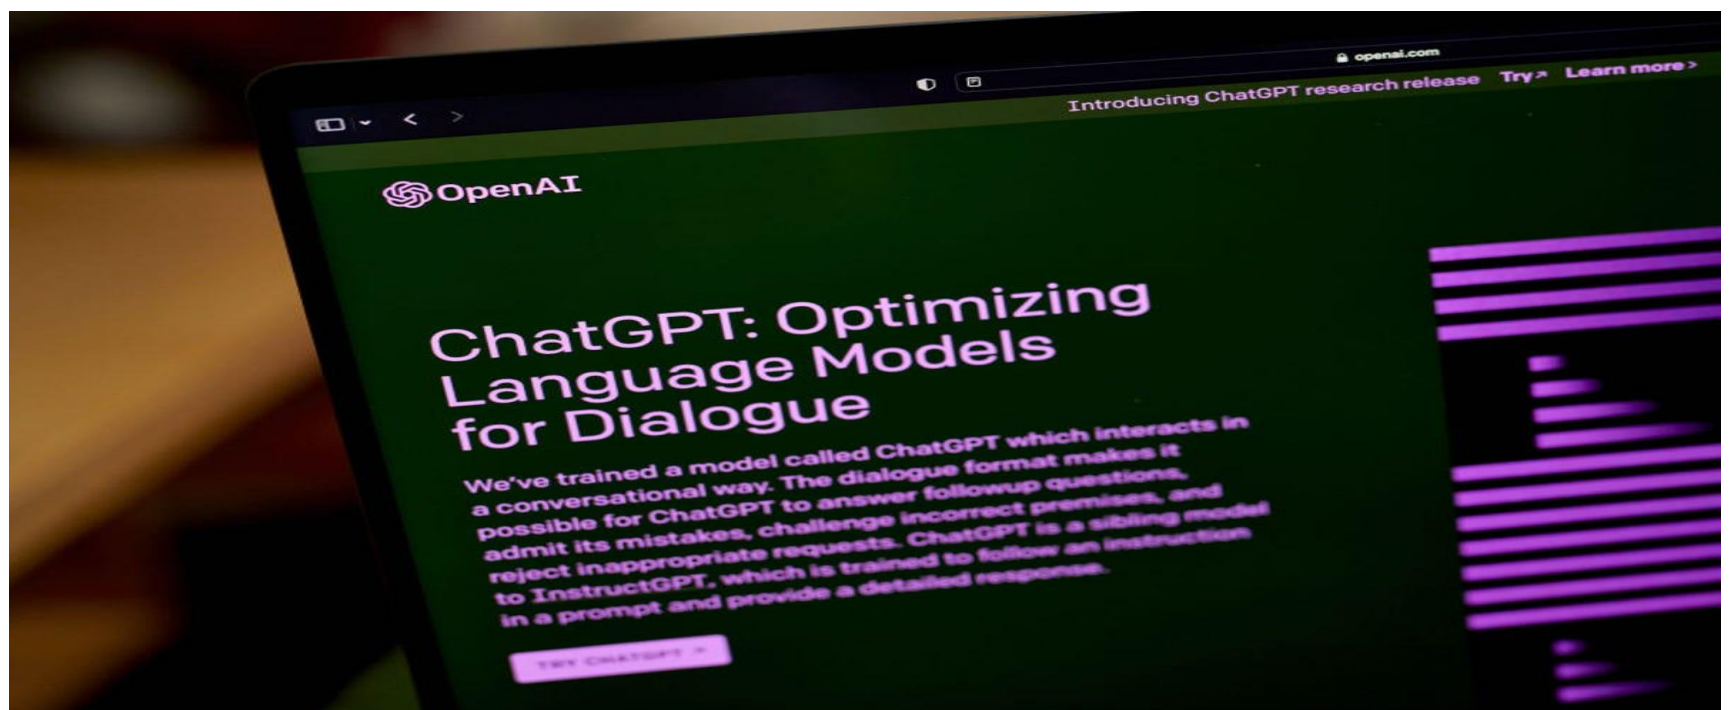 openai.com
Introducing ChatGPT research release Try↗ Learn more >
OpenAI
ChatGPT: Optimizing
Language Models
for Dialogue
We've trained a model called ChatGPT which interacts in
a conversational way. The dialogue format makes it
possible for ChatGPT to answer followup questions,
admit its mistakes, challenge incorrect premises, and
reject inappropriate requests. ChatGPT is a sibling model
to InstructGPT, which is trained to follow an instruction
in a prompt and provide a detailed response.
TRY CHATGPT ↗